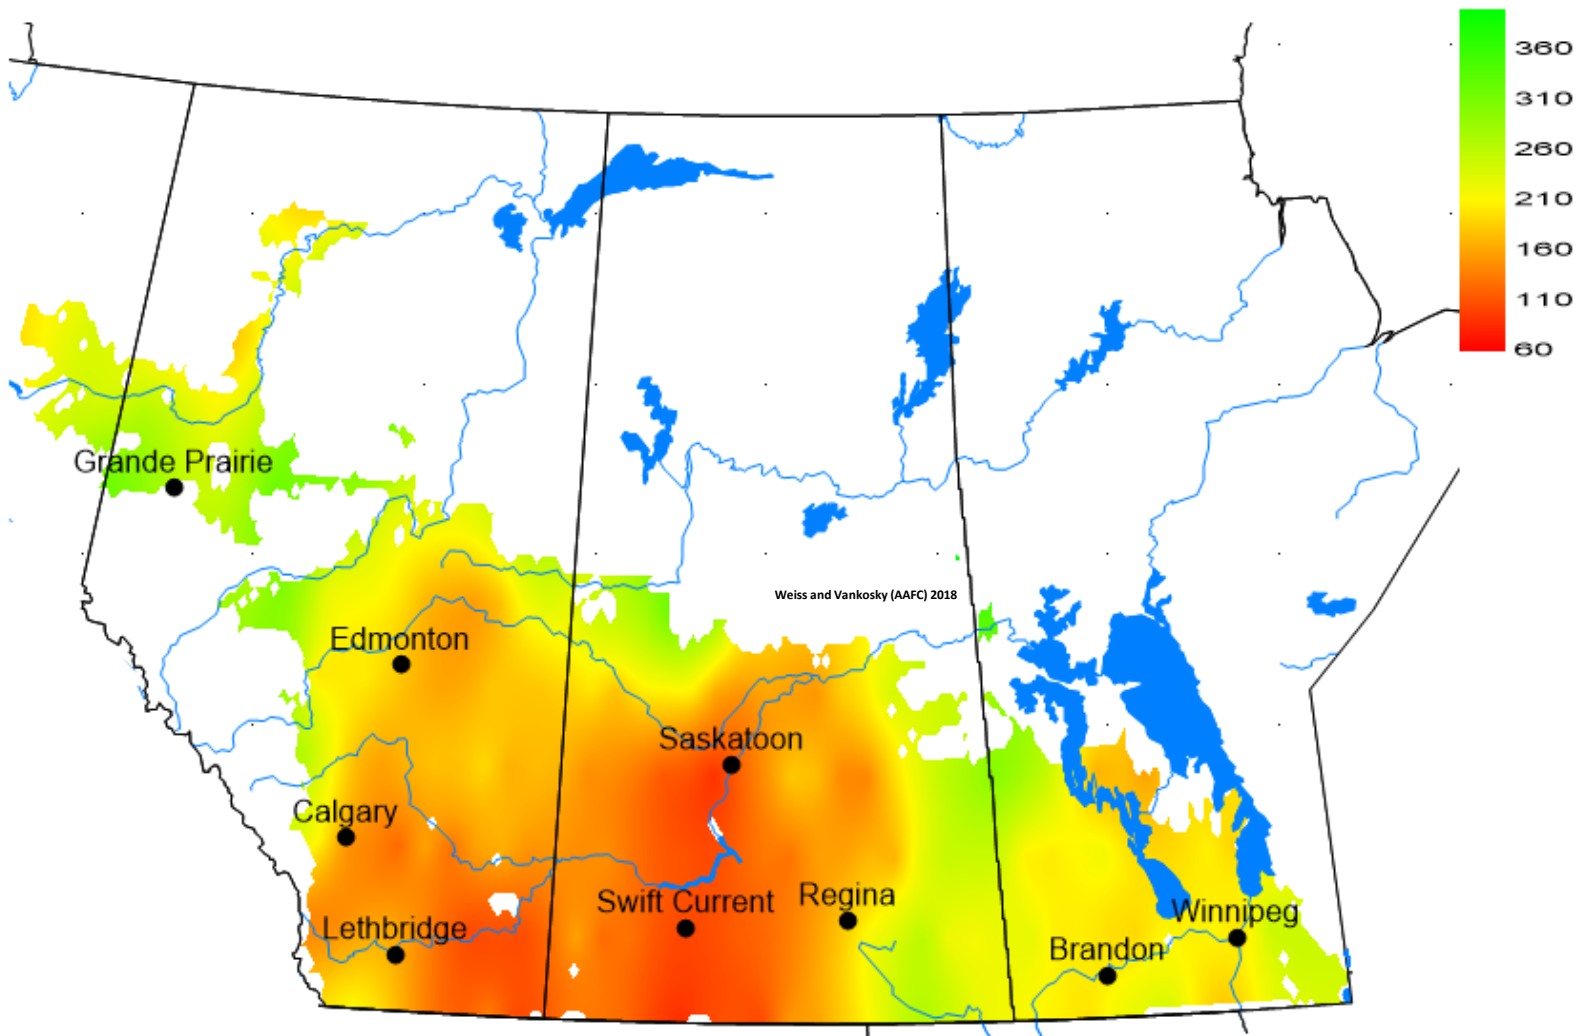 360
310
260
210
160
110
60
Grande Prairie
Weiss and Vankosky (AAFC) 2018
Edmonton
Saskatoon
Calgary
Swift Current
Regina
Lethbridge
Winnipeg
Brandon